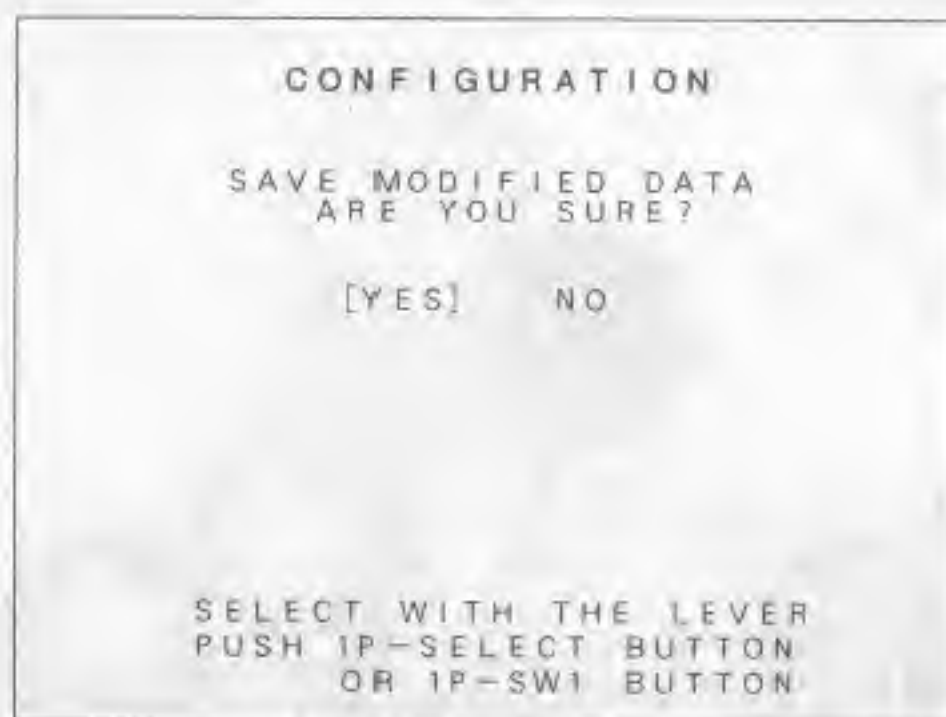 CONFIGURATION
SAVE MODIFIED DATA
ARE YOU SURE?
[YES] NO
SELECT WITH THE LEVER
PUSH 1P-SELECT BUTTON
OR 1P-SW1 BUTTON